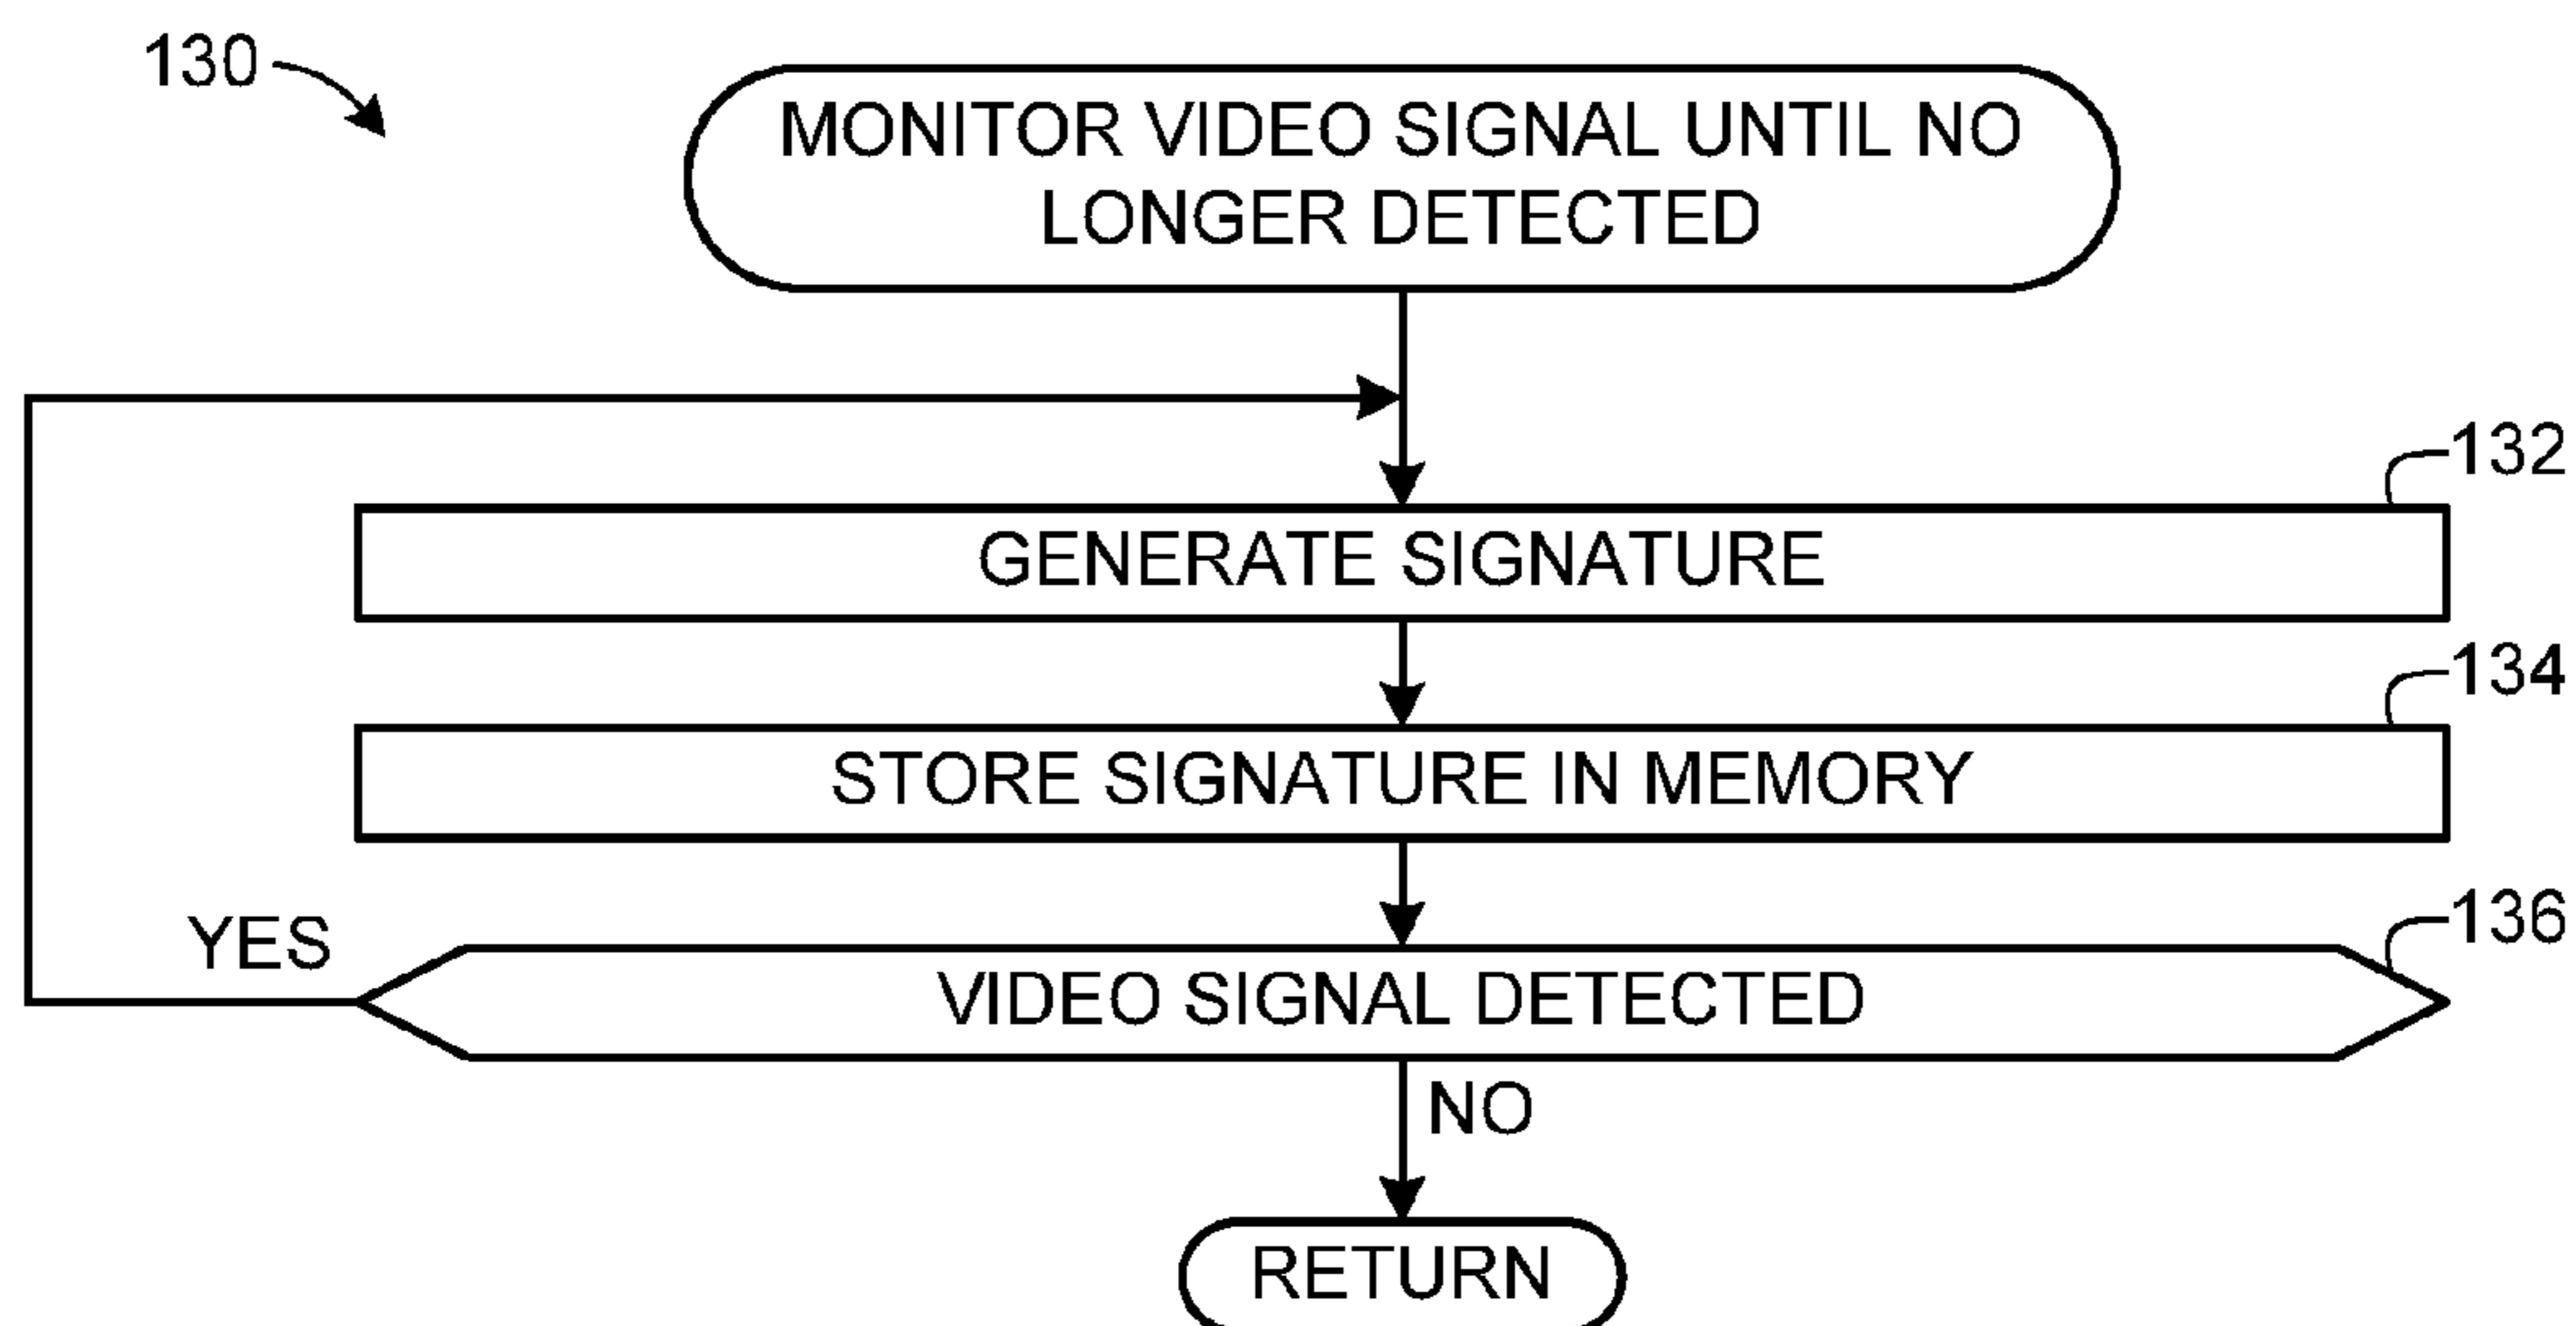 130
MONITOR VIDEO SIGNAL UNTIL NO
LONGER DETECTED
132
GENERATE SIGNATURE
134
STORE SIGNATURE IN MEMORY
136
YES
VIDEO SIGNAL DETECTED
NO
RETURN